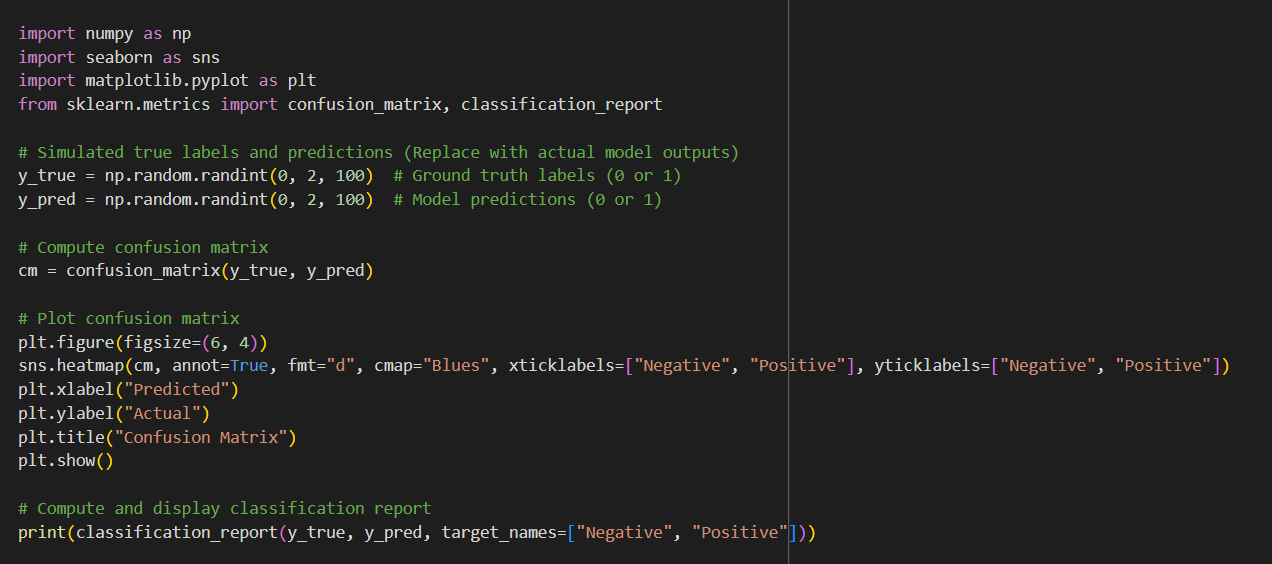 import numpy as np
import seaborn as sns
import matplotlib.pyplot as plt
from sklearn.metrics import confusion_matrix, classification_report

# Simulated true labels and predictions (Replace with actual model outputs)
y_true = np.random.randint(0, 2, 100)  # Ground truth labels (0 or 1)
y_pred = np.random.randint(0, 2, 100)  # Model predictions (0 or 1)

# Compute confusion matrix
cm = confusion_matrix(y_true, y_pred)

# Plot confusion matrix
plt.figure(figsize=(6, 4))
sns.heatmap(cm, annot=True, fmt="d", cmap="Blues", xticklabels=["Negative", "Positive"], yticklabels=["Negative", "Positive"])
plt.xlabel("Predicted")
plt.ylabel("Actual")
plt.title("Confusion Matrix")
plt.show()

# Compute and display classification report
print(classification_report(y_true, y_pred, target_names=["Negative", "Positive"]))